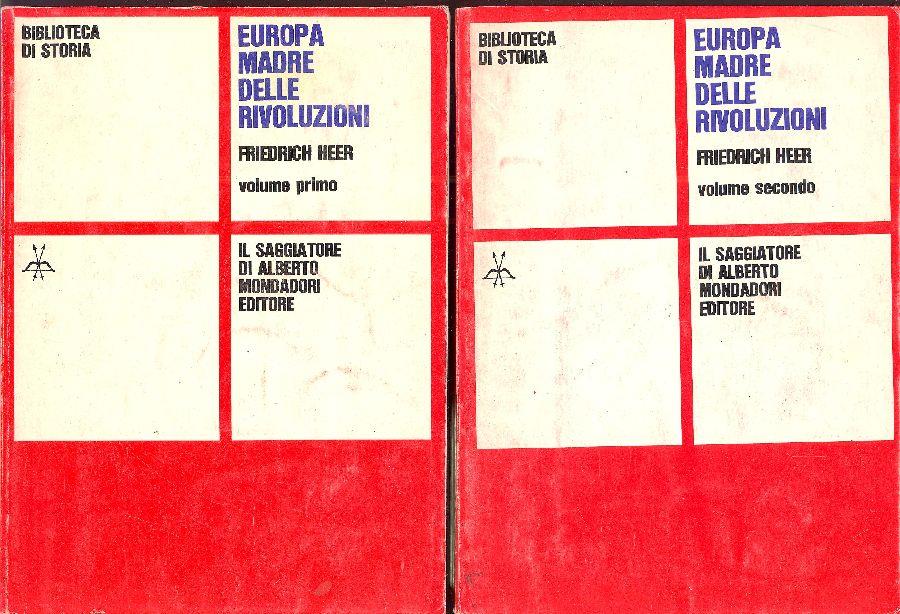 BIBLIOTECA
DI STORIA
EUROPA
MADRE
DELLE
RIVOLUZIONI
FRIEDRICH HEER
volume primo
IL SAGGIATORE
DI ALBERTO
MONDADORI
EDITORE
BIBLIOTECA
DI STORIA
EUROPA
MADRE
DELLE
RIVOLUZIONI
FRIEDRICH HEER
volume secondo
IL SAGGIATORE
DI ALBERTO
MONDADORI
EDITORE